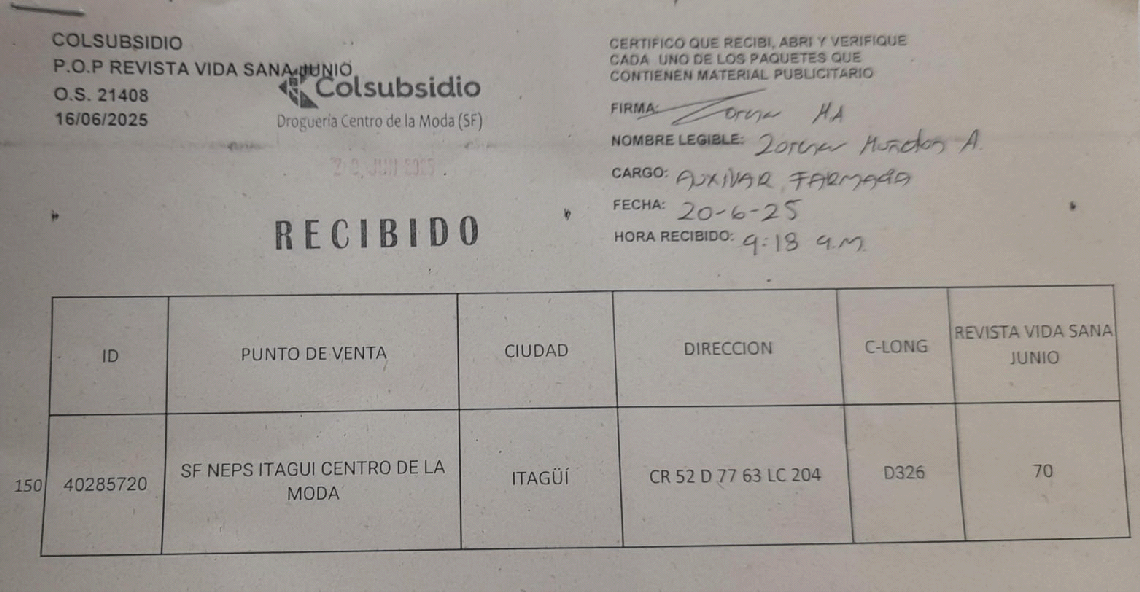 COLSUBSIDIO
P.O.P REVISTA VIDA SANA JUNIO
O.S. 21408
16/06/2025
Colsubsidio
Droguería Centro de la Moda (SF)
RECIBIDO
CERTIFICO QUE RECIBI, ABRI Y VERIFIQUE
CADA UNO DE LOS PAQUETES QUE
CONTIENEN MATERIAL PUBLICITARIO
FIRMA: MA
NOMBRE LEGIBLE: A.
CARGO: AUXILIAR FARMACIA
FECHA: 20-6-25
HORA RECIBIDO: 9:18 a.m.
ID PUNTO DE VENTA CIUDAD DIRECCION C-LONG REVISTA VIDA SANA
JUNIO
150 40285720 SF NEPS ITAGUI CENTRO DE LA
MODA ITAGÜÍ CR 52 D 77 63 LC 204 D326 70